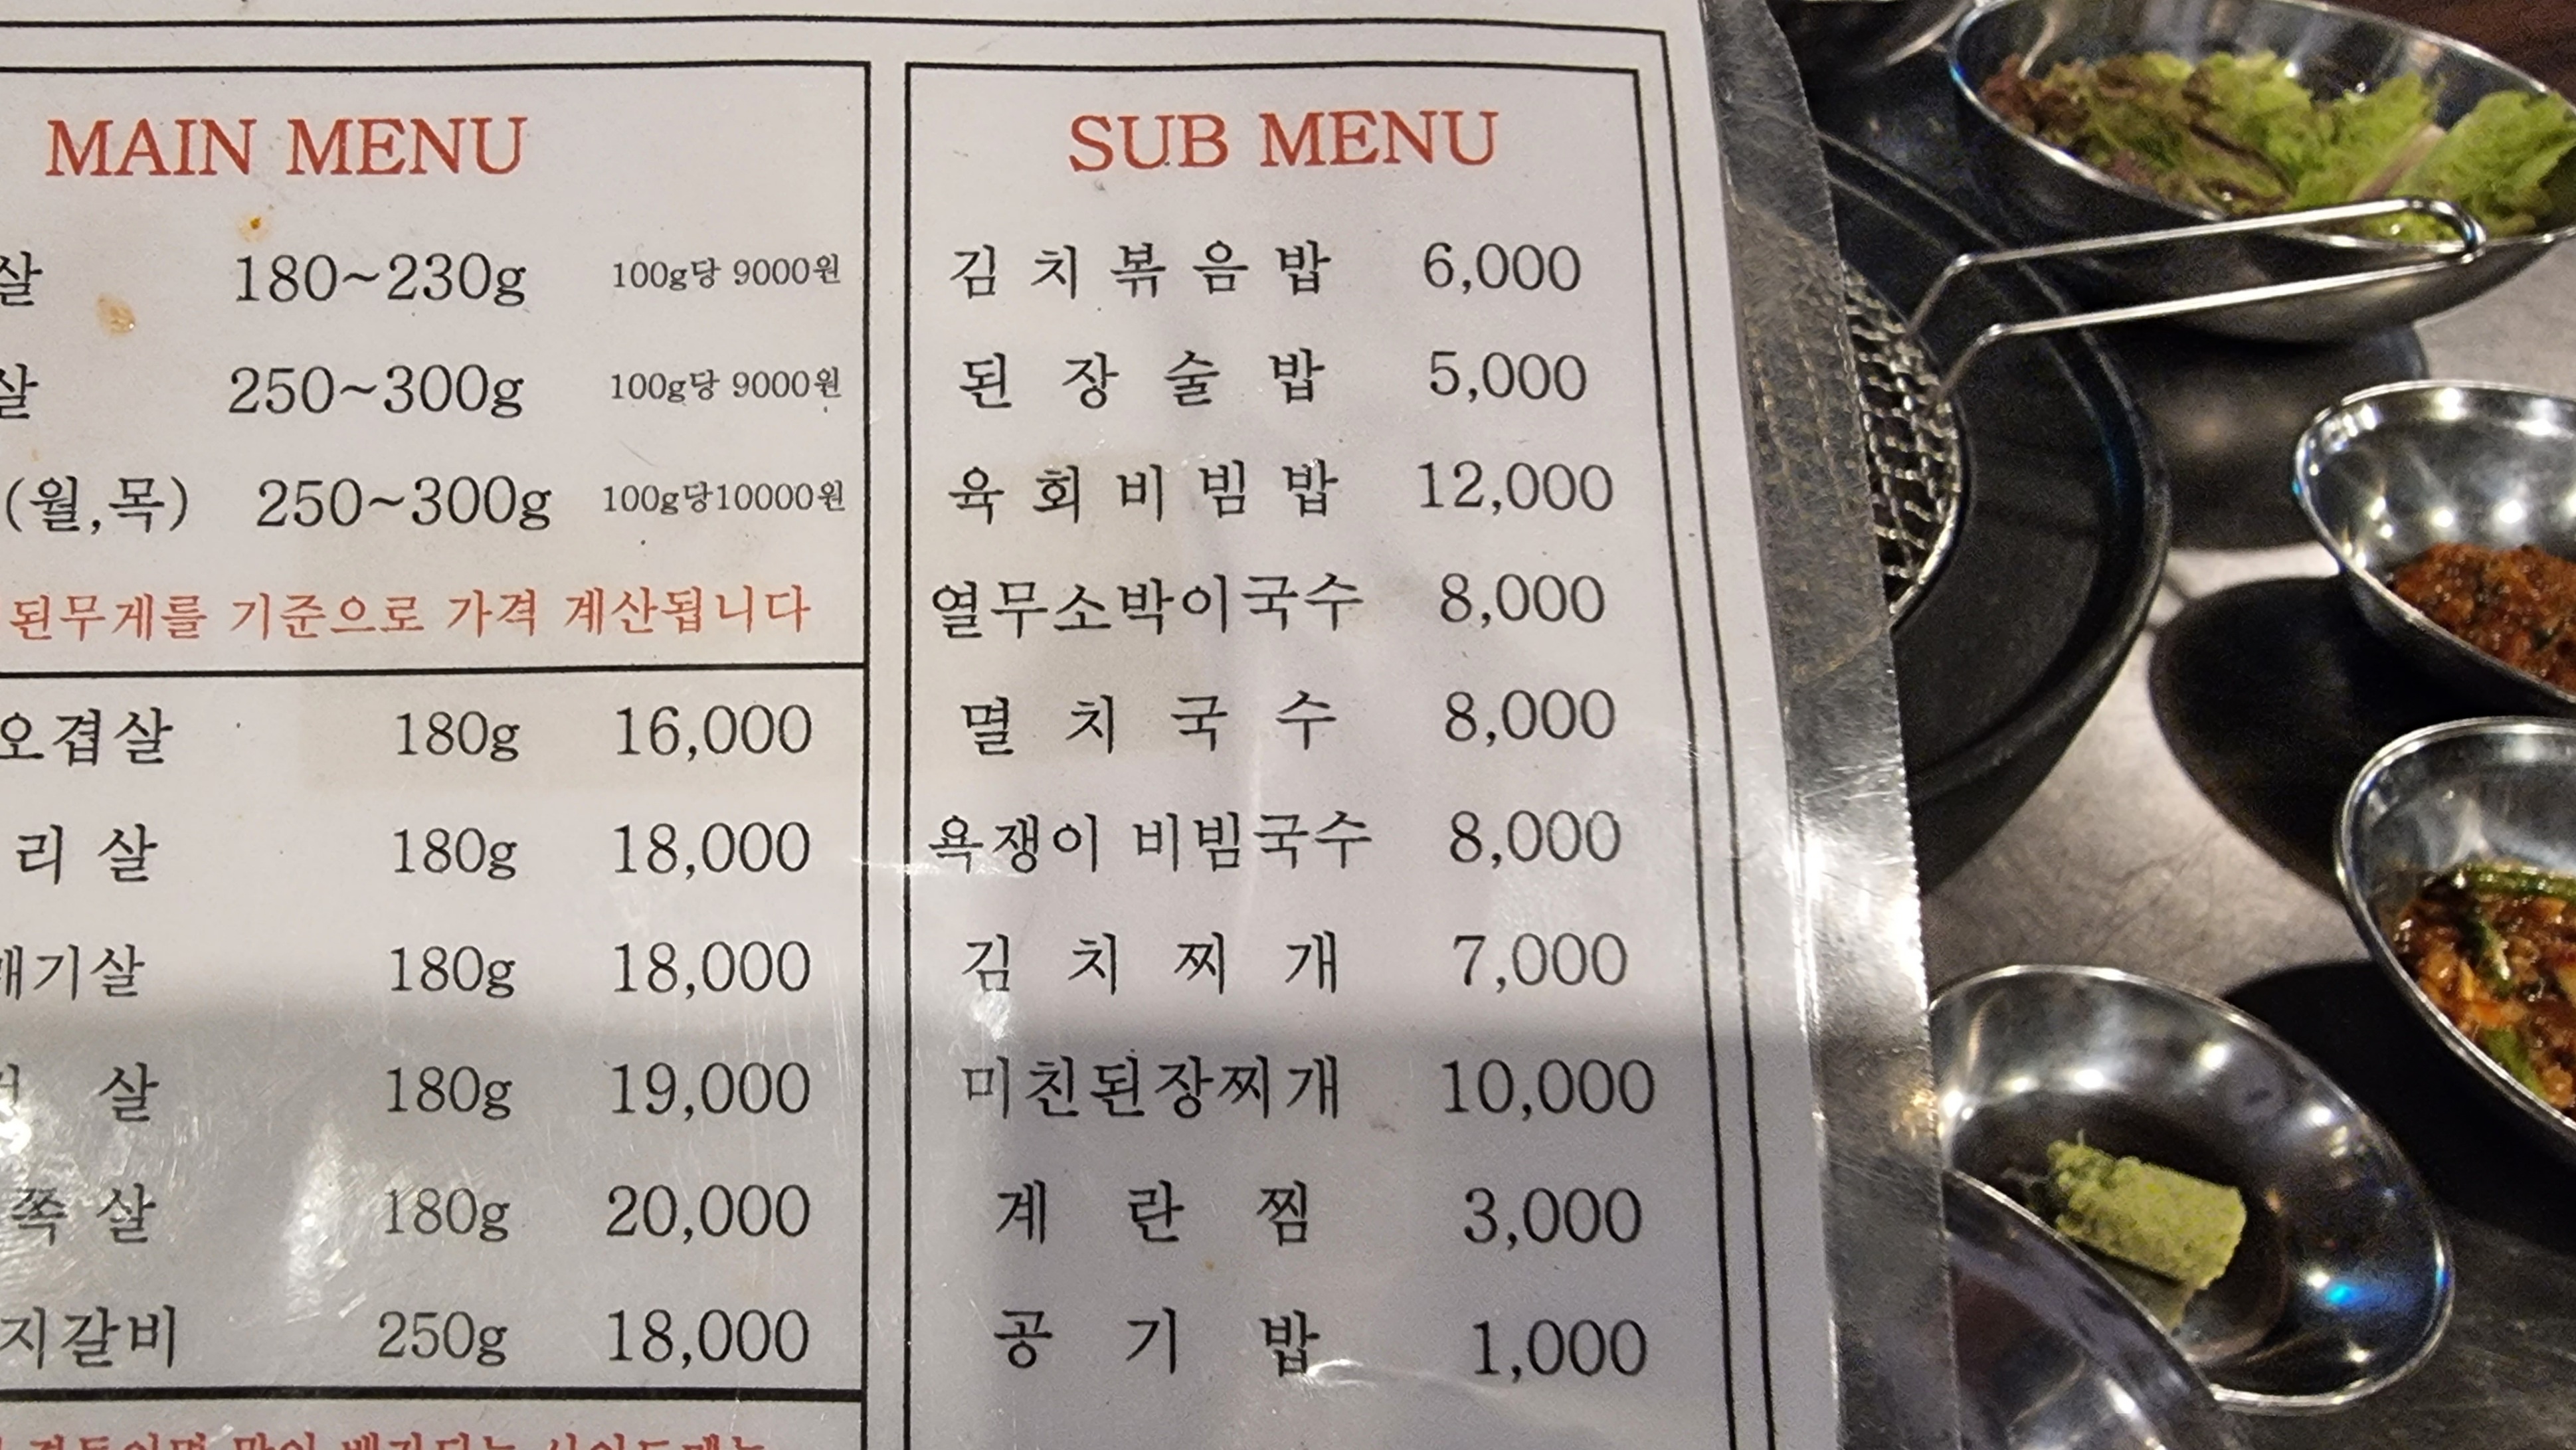 MAIN MENU
살 180~230g 100g당 9000원
살 250~300g 100g당 9000원
(월,목) 250~300g 100g당10000원
된무게를 기준으로 가격 계산됩니다
오겹살 180g 16,000
리 살 180g 18,000
기살 180g 18,000
살 180g 19,000
쪽 살 180g 20,000
지갈비 250g 18,000
SUB MENU
김치볶음밥 6,000
된장술밥 5,000
육회비빔밥 12,000
열무소박이국수 8,000
멸치국수 8,000
욕쟁이 비빔국수 8,000
김치찌개 7,000
미친된장찌개 10,000
계란찜 3,000
공기밥 1,000